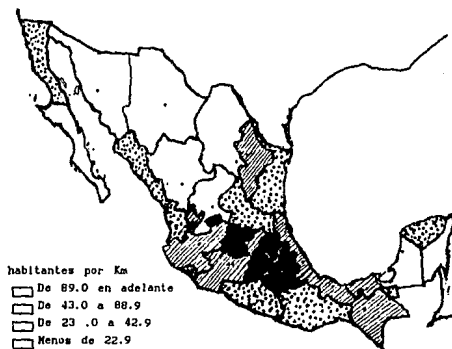 habitantes por Km
De 89.0 en adelante
De 43.0 a 88.9
De 23 .0 a 42.9
Menos de 22.9